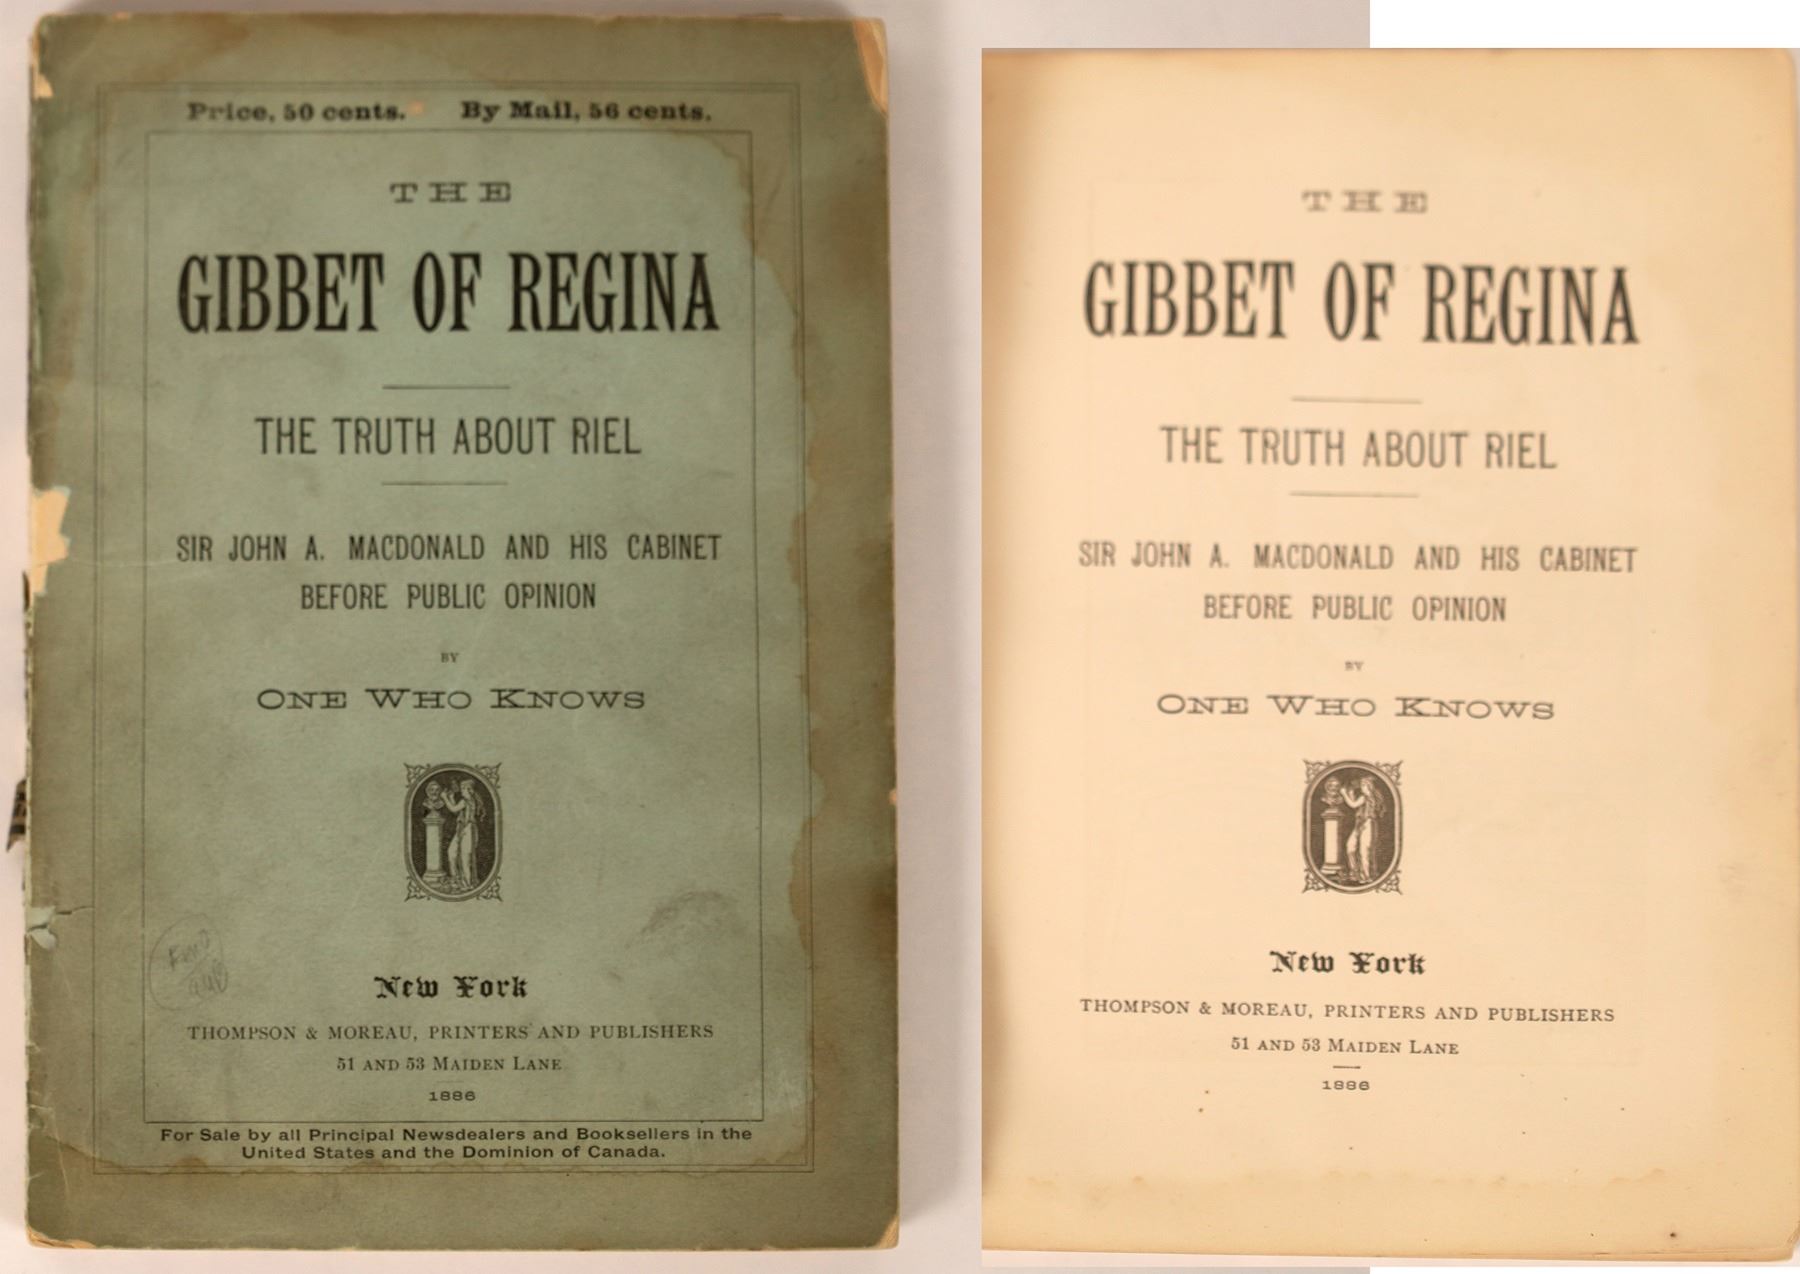 Price, 50 cents. By Mail, 56 cents.
THE
GIBBET OF REGINA
THE TRUTH ABOUT RIEL
SIR JOHN A. MACDONALD AND HIS CABINET
BEFORE PUBLIC OPINION
BY
ONE WHO KNOWS
New York
THOMPSON & MOREAU, PRINTERS AND PUBLISHERS
51 AND 53 MAIDEN LANE
1886
For Sale by all Principal Newsdealers and Booksellers in the
United States and the Dominion of Canada.
THE
GIBBET OF REGINA
THE TRUTH ABOUT RIEL
SIR JOHN A. MACDONALD AND HIS CABINET
BEFORE PUBLIC OPINION
BY
ONE WHO KNOWS
New York
THOMPSON & MOREAU, PRINTERS AND PUBLISHERS
51 AND 53 MAIDEN LANE
1886